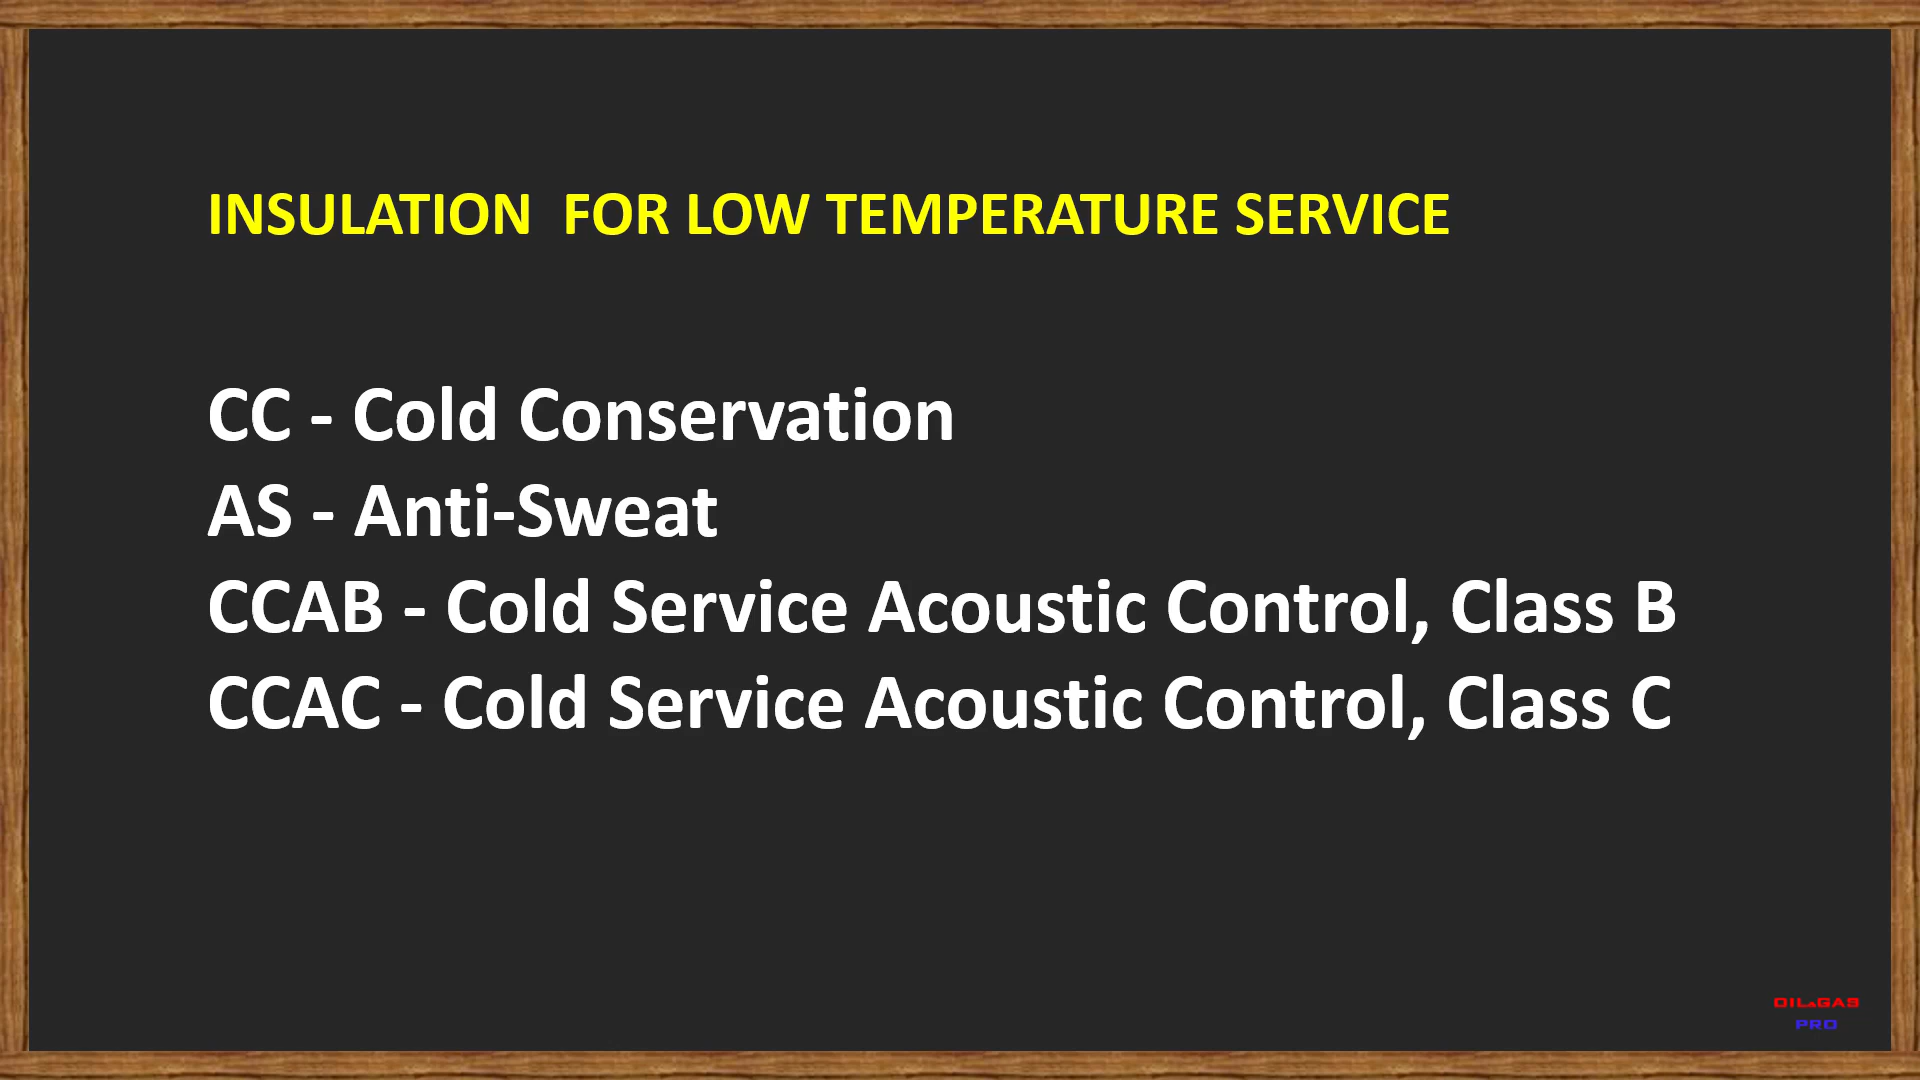 INSULATION  FOR LOW TEMPERATURE SERVICE
CC - Cold Conservation
AS - Anti-Sweat
CCAB - Cold Service Acoustic Control, Class B
CCAC - Cold Service Acoustic Control, Class C
OIL&GAS
PRO